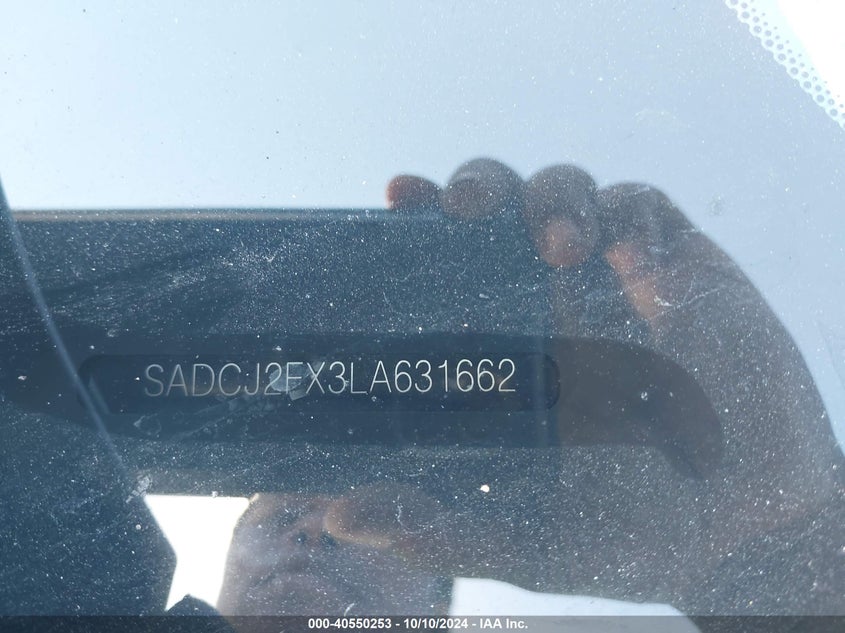 SADCJ2FX3LA631662
000-40550253 - 10/10/2024 - IAA Inc.